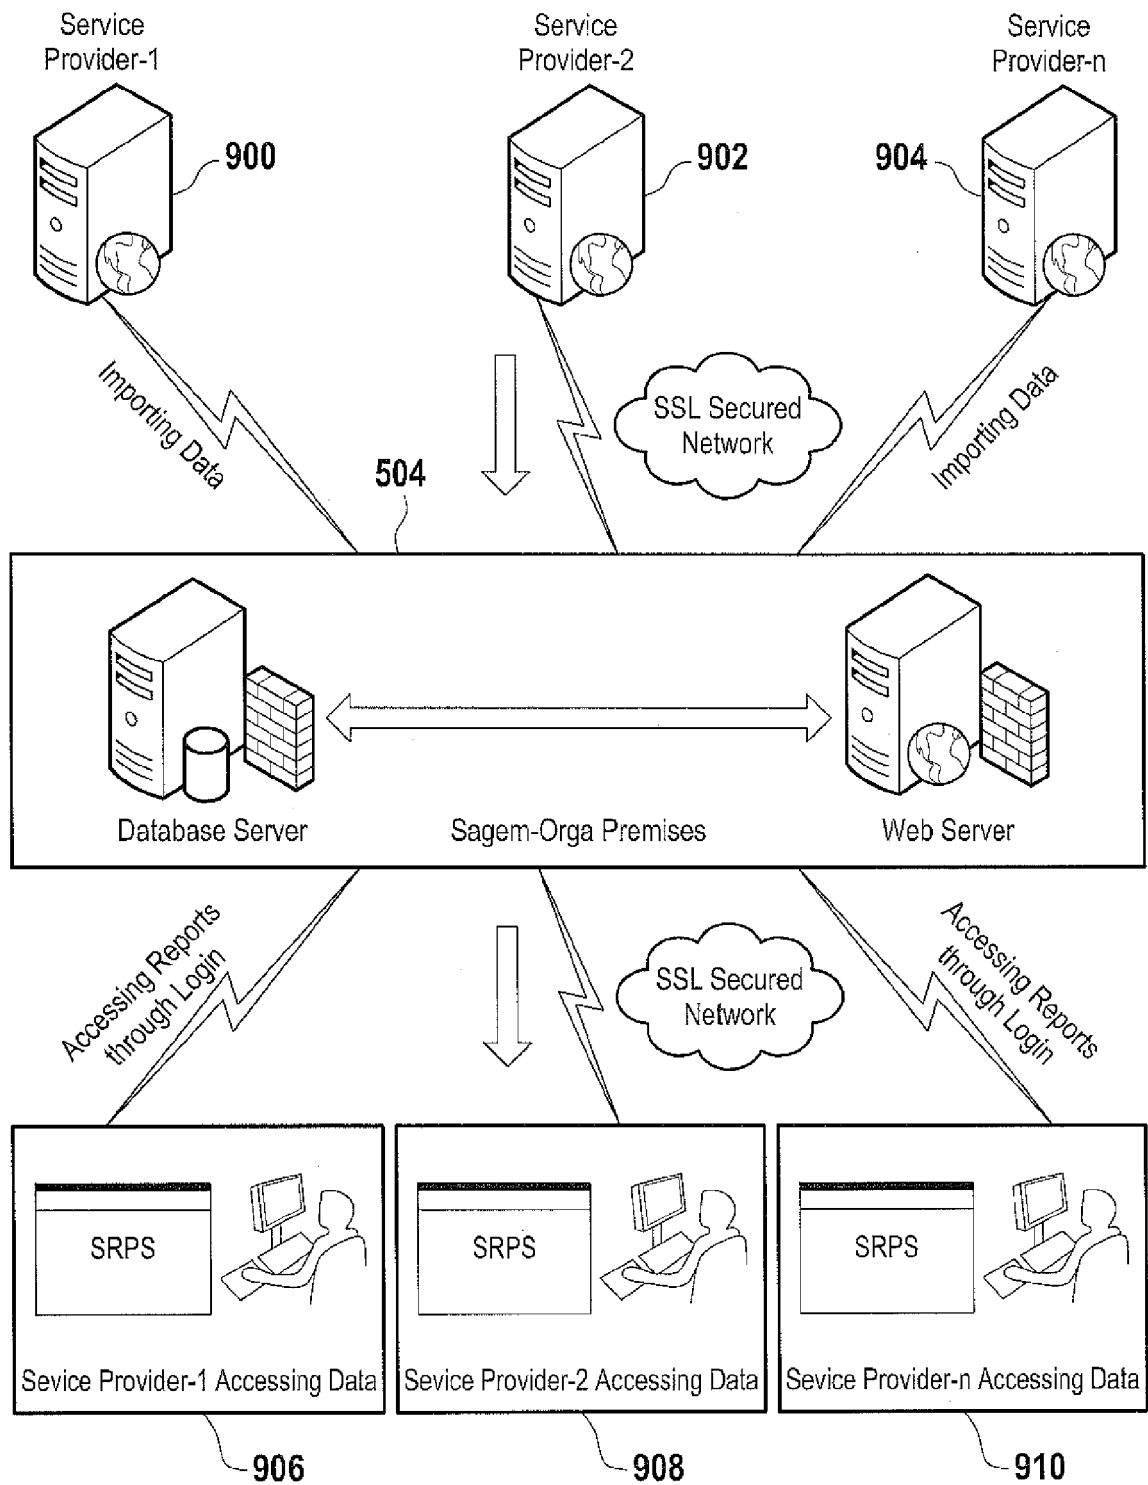 Service
Provider-1
Service
Provider-2
Service
Provider-n
900
902
904
Importing Data
SSL Secured
Network
Importing Data
504
Database Server
Sagem-Orga Premises
Web Server
Accessing Reports
through Login
SSL Secured
Network
Accessing Reports
through Login
SRPS
SRPS
SRPS
Sevice Provider-1 Accessing Data
Sevice Provider-2 Accessing Data
Sevice Provider-n Accessing Data
906
908
910